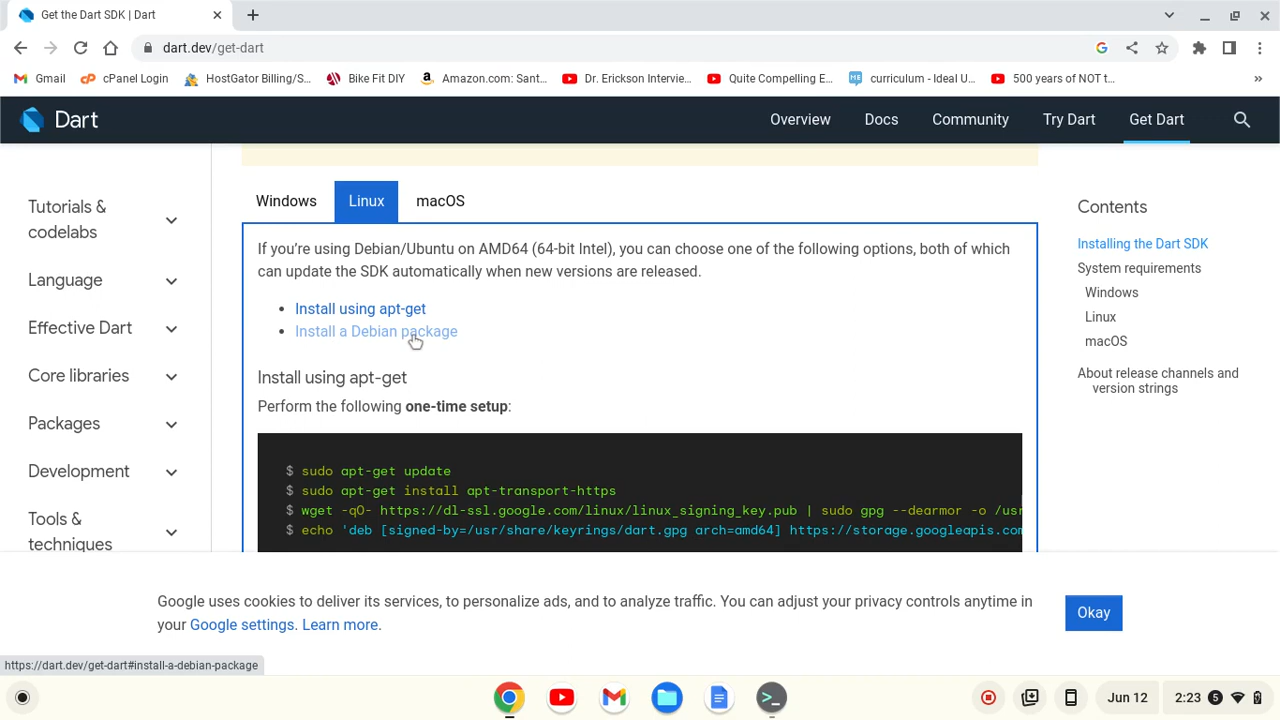 Get the Dart SDK | Dart
dart.dev/get-dart
Gmail
cPanel Login
HostGator Billing/S...
Bike Fit DIY
Amazon.com: Sant...
Dr. Erickson Intervie...
Quite Compelling E...
curriculum - Ideal U...
500 years of NOT t...
Dart
Overview
Docs
Community
Try Dart
Get Dart
Tutorials &
codelabs
Language
Effective Dart
Core libraries
Packages
Development
Tools &
techniques
Windows
Linux
macOS
If you're using Debian/Ubuntu on AMD64 (64-bit Intel), you can choose one of the following options, both of which
can update the SDK automatically when new versions are released.
• Install using apt-get
• Install a Debian package
Install using apt-get
Perform the following one-time setup:
$ sudo apt-get update
$ sudo apt-get install apt-transport-https
$ wget -qO- https://dl-ssl.google.com/linux/linux_signing_key.pub | sudo gpg --dearmor -o /usr
$ echo 'deb [signed-by=/usr/share/keyrings/dart.gpg arch=amd64] https://storage.googleapis.com
Contents
Installing the Dart SDK
System requirements
Windows
Linux
macOS
About release channels and
version strings
Google uses cookies to deliver its services, to personalize ads, and to analyze traffic. You can adjust your privacy controls anytime in
your Google settings. Learn more.
Okay
https://dart.dev/get-dart#install-a-debian-package
Jun 12
2:23
5